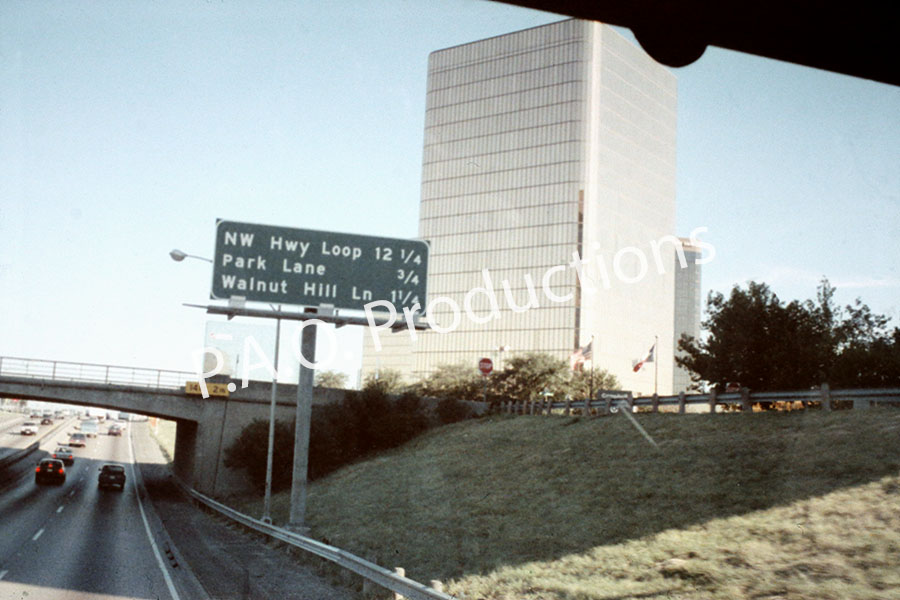 NW Hwy Loop 12 1/4
Park Lane 3/4
Walnut Hill Ln 1 1/4
P.A.O. Productions